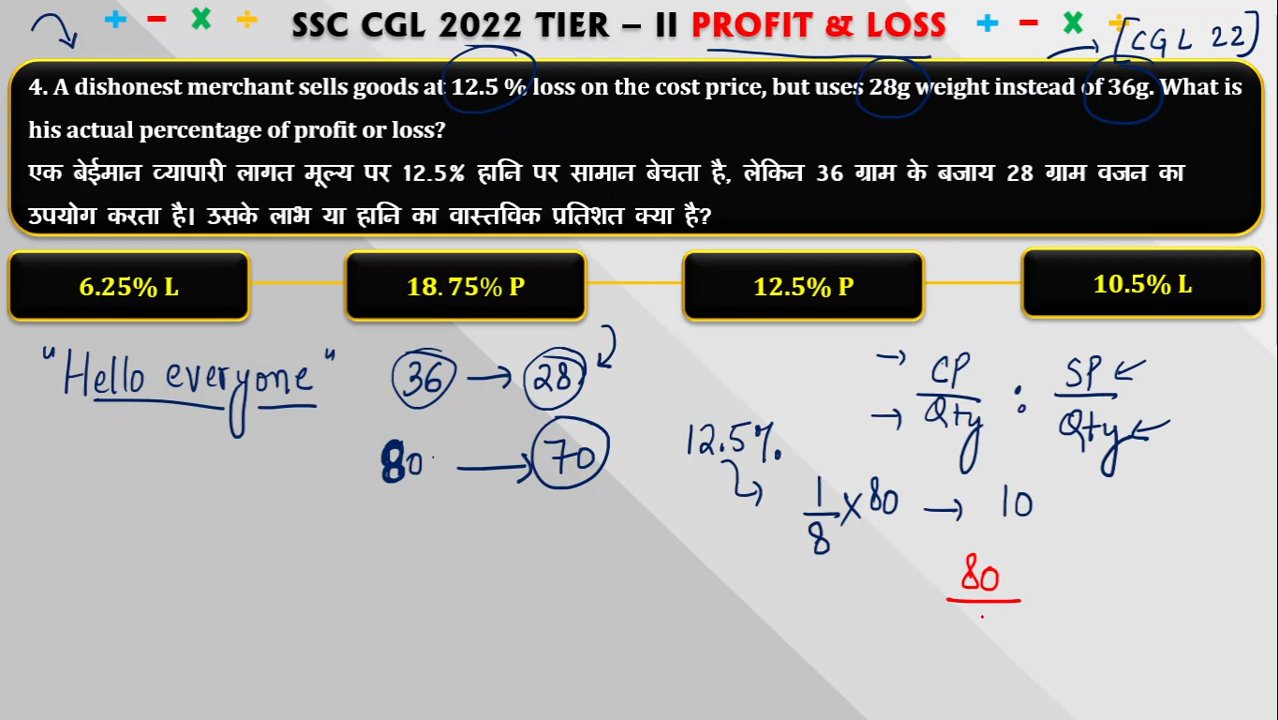 + - × ÷ SSC CGL 2022 TIER – II PROFIT & LOSS + - × ÷
[CGL 22]
4. A dishonest merchant sells goods at 12.5 % loss on the cost price, but uses 28g weight instead of 36g. What is
his actual percentage of profit or loss?
एक बेईमान व्यापारी लागत मूल्य पर 12.5% हानि पर सामान बेचता है, लेकिन 36 ग्राम के बजाय 28 ग्राम वजन का
उपयोग करता है। उसके लाभ या हानि का वास्तविक प्रतिशत क्या है?
6.25% L 18.75% P 12.5% P 10.5% L
"Hello everyone" 36 → 28
80 → 70
→ CP : SP ←
→ Qty Qty ←
12.5%.
1/8 × 80 → 10
80